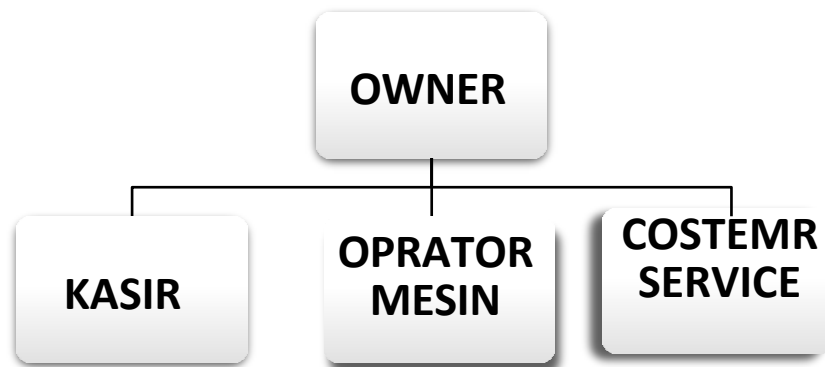 OWNER
KASIR
OPRATOR
MESIN
COSTEMR
SERVICE